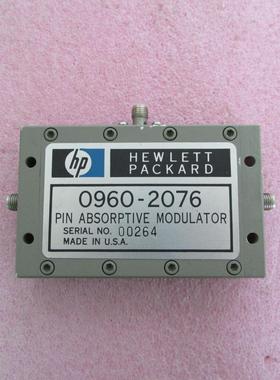 hp HEWLETT
PACKARD
0960-2076
PIN ABSORPTIVE MODULATOR
SERIAL NO. 00264
MADE IN U.S.A.